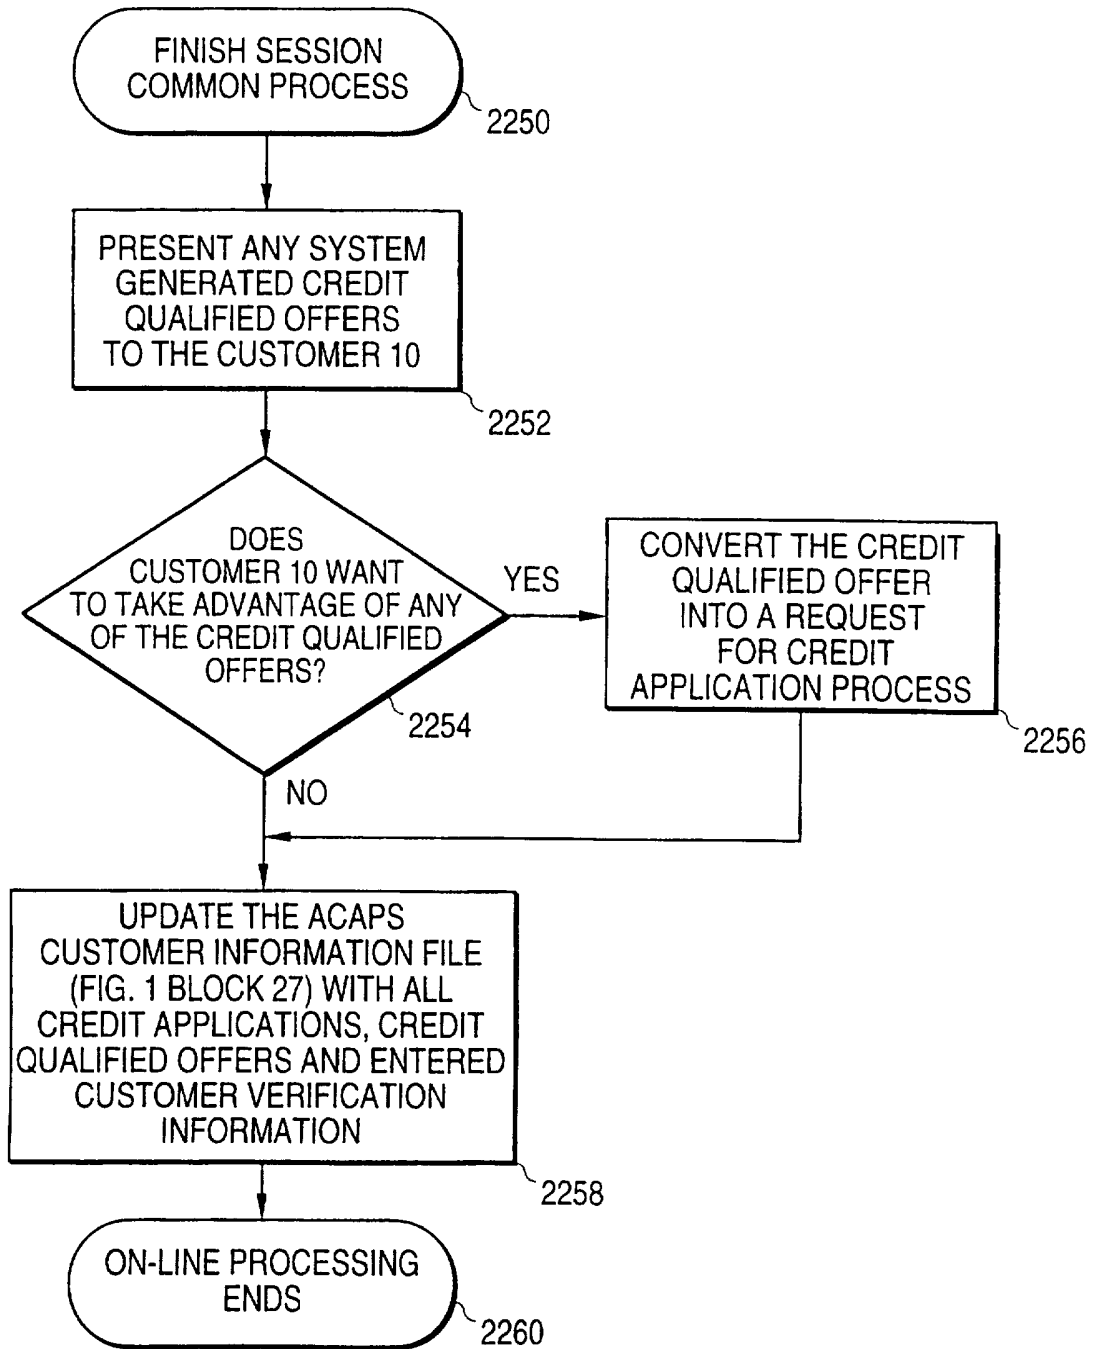 FINISH SESSION
COMMON PROCESS
2250
PRESENT ANY SYSTEM
GENERATED CREDIT
QUALIFIED OFFERS
TO THE CUSTOMER 10
2252
DOES
CUSTOMER 10 WANT
TO TAKE ADVANTAGE OF ANY
OF THE CREDIT QUALIFIED
OFFERS?
2254
YES
CONVERT THE CREDIT
QUALIFIED OFFER
INTO A REQUEST
FOR CREDIT
APPLICATION PROCESS
2256
NO
UPDATE THE ACAPS
CUSTOMER INFORMATION FILE
(FIG. 1 BLOCK 27) WITH ALL
CREDIT APPLICATIONS, CREDIT
QUALIFIED OFFERS AND ENTERED
CUSTOMER VERIFICATION
INFORMATION
2258
ON-LINE PROCESSING
ENDS
2260